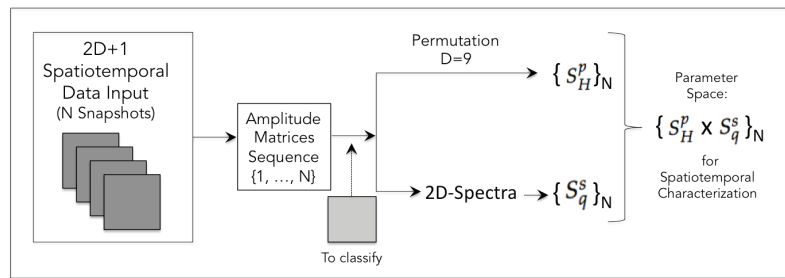 2D+1
Spatiotemporal
Data Input
(N Snapshots)
Amplitude
Matrices
Sequence
{1, ..., N}
To classify
Permutation
D=9
{ S_H^p }_N
2D-Spectra
{ S_q^s }_N
Parameter
Space:
{ S_H^p x S_q^s }_N
for
Spatiotemporal
Characterization